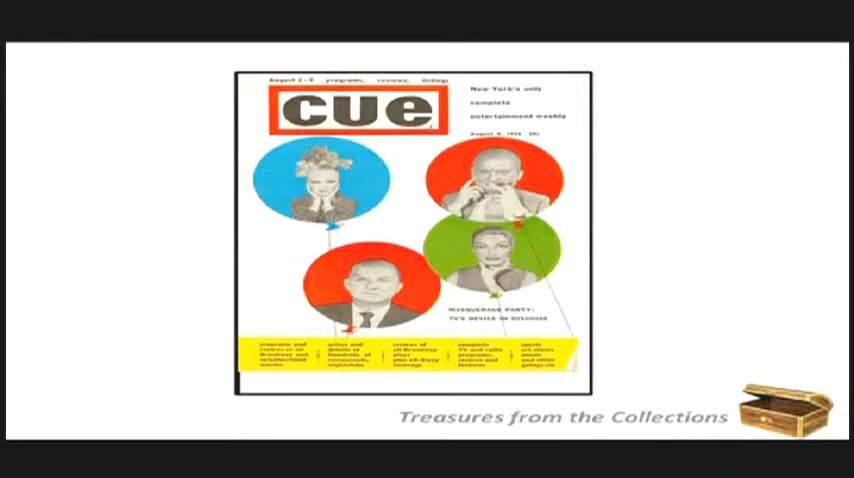 August 2 - 8 programs, reviews, listings
cue
New York's only
complete
entertainment weekly
MASQUERADE PARTY:
TV'S DEVILS IN DISGUISE
programs and
reviews of all
Broadway and
neighborhood
movies
prices and
details of
hundreds of
restaurants,
nightclubs
reviews of
all Broadway
plays
plus off-B'way
coverage
complete
TV and radio
programs,
reviews and
features
sports
art shows
music
and other
goings-on
Treasures from the Collections